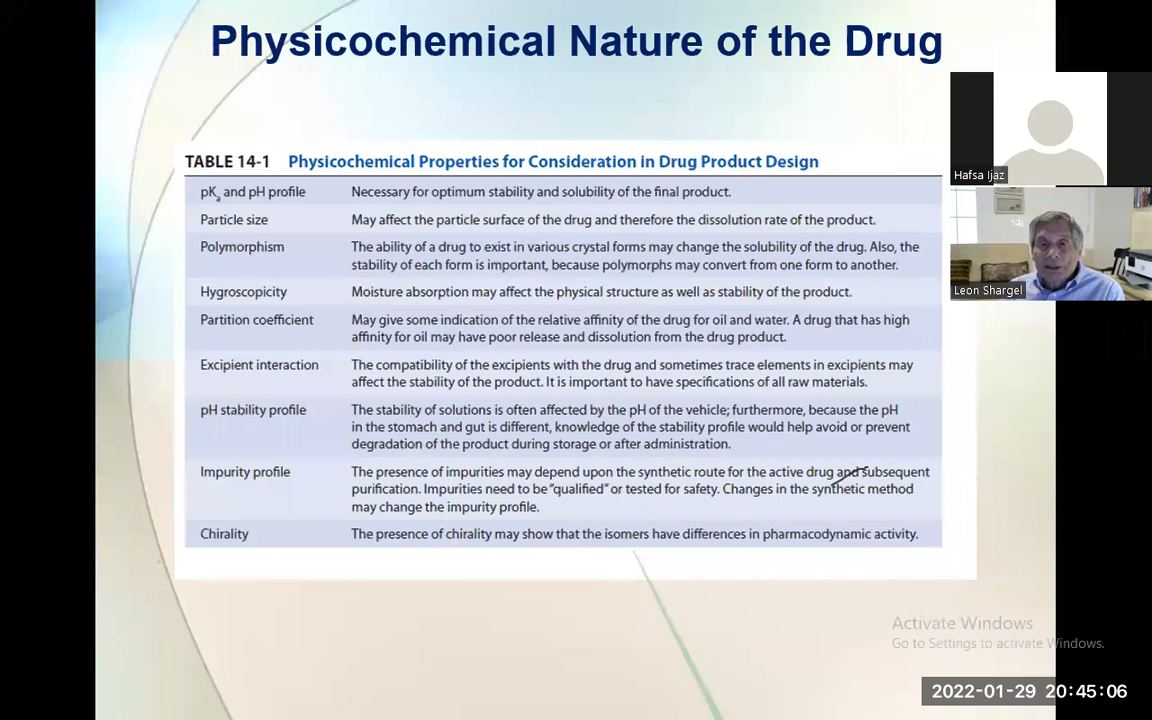 Physicochemical Nature of the Drug
Hafsa Ijaz
Leon Shargel
TABLE 14-1 Physicochemical Properties for Consideration in Drug Product Design
pKa and pH profile Necessary for optimum stability and solubility of the final product.
Particle size May affect the particle surface of the drug and therefore the dissolution rate of the product.
Polymorphism The ability of a drug to exist in various crystal forms may change the solubility of the drug. Also, the
stability of each form is important, because polymorphs may convert from one form to another.
Hygroscopicity Moisture absorption may affect the physical structure as well as stability of the product.
Partition coefficient May give some indication of the relative affinity of the drug for oil and water. A drug that has high
affinity for oil may have poor release and dissolution from the drug product.
Excipient interaction The compatibility of the excipients with the drug and sometimes trace elements in excipients may
affect the stability of the product. It is important to have specifications of all raw materials.
pH stability profile The stability of solutions is often affected by the pH of the vehicle; furthermore, because the pH
in the stomach and gut is different, knowledge of the stability profile would help avoid or prevent
degradation of the product during storage or after administration.
Impurity profile The presence of impurities may depend upon the synthetic route for the active drug and subsequent
purification. Impurities need to be “qualified” or tested for safety. Changes in the synthetic method
may change the impurity profile.
Chirality The presence of chirality may show that the isomers have differences in pharmacodynamic activity.
Activate Windows
Go to Settings to activate Windows.
2022-01-29 20:45:06